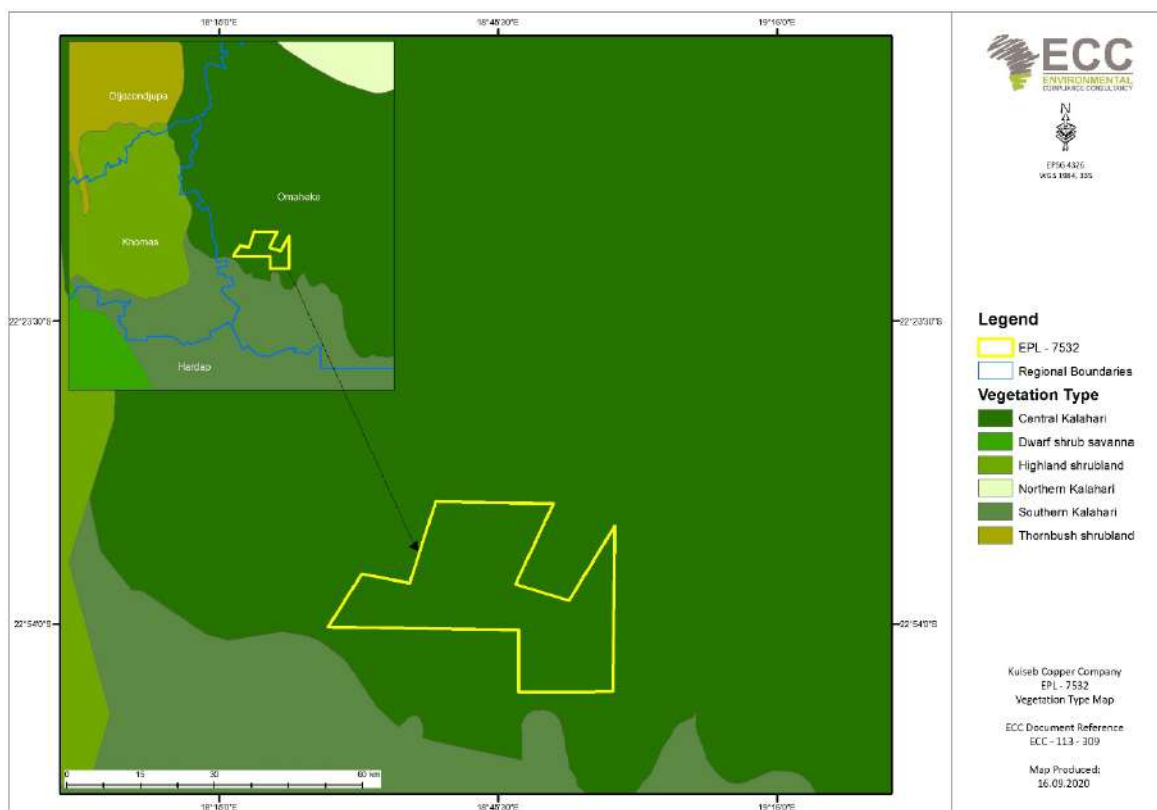 18°15'0"E 18°45'30"E 19°16'0"E
Otjozondjupa
Omaheke
Khomas
Hardap
22°23'30"S 22°23'30"S
22°54'0"S 22°54'0"S
0 15 30 60 km
18°15'0"E 18°45'30"E 19°16'0"E
ECC
ENVIRONMENTAL
COMPLIANCE CONSULTANCY
N
EPSG 4326
WGS 1984, 33S
Legend
EPL - 7532
Regional Boundaries
Vegetation Type
Central Kalahari
Dwarf shrub savanna
Highland shrubland
Northern Kalahari
Southern Kalahari
Thornbush shrubland
Kuiseb Copper Company
EPL - 7532
Vegetation Type Map
ECC Document Reference
ECC - 113 - 309
Map Produced:
16.09.2020